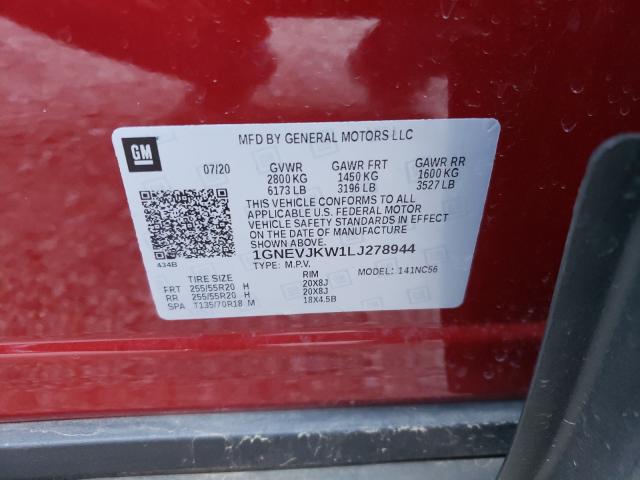 GM
MFD BY GENERAL MOTORS LLC
07/20 GVWR GAWR FRT GAWR RR
2800 KG 1450 KG 1600 KG
6173 LB 3196 LB 3527 LB
THIS VEHICLE CONFORMS TO ALL
APPLICABLE U.S. FEDERAL MOTOR
VEHICLE SAFETY STANDARDS IN EFFECT
ON THE DATE OF MANUFACTURE
SHOWN ABOVE.
1GNEVJKW1LJ278944
434B TYPE: M.P.V. MODEL: 141NC56
TIRE SIZE RIM
FRT 255/55R20 H 20X8J
RR 255/55R20 H 20X8J
SPA T135/70R18 M 18X4.5B